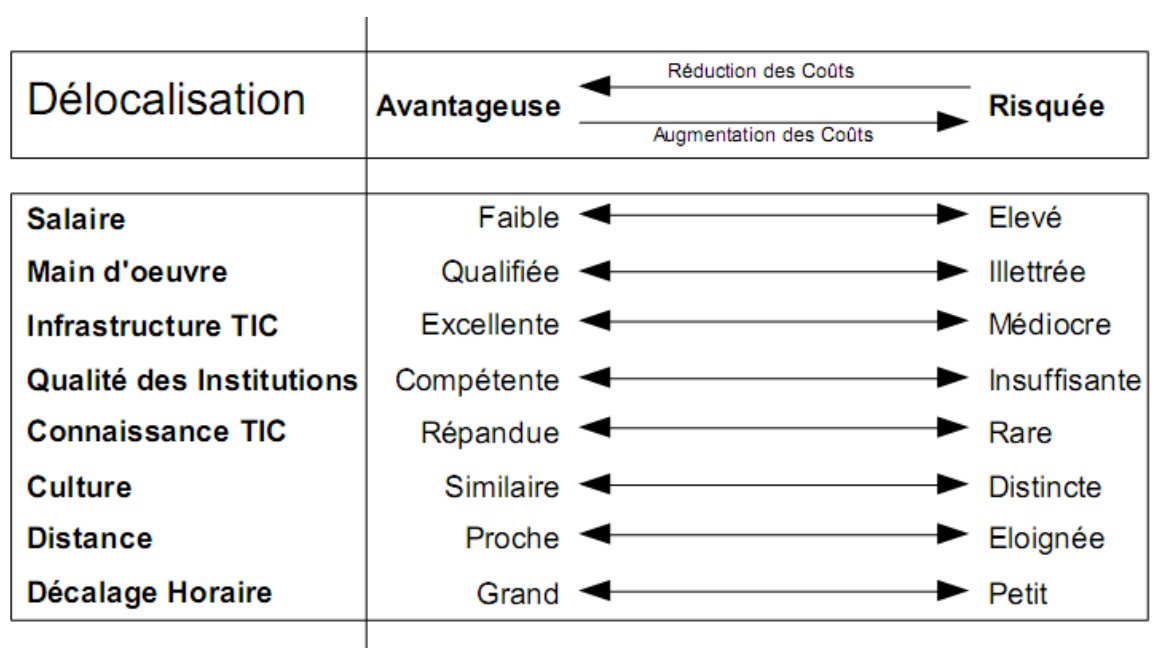 Réduction des Coûts
Délocalisation Avantageuse Risquée
Augmentation des Coûts
Salaire Faible Elevé
Main d'oeuvre Qualifiée Illettrée
Infrastructure TIC Excellente Médiocre
Qualité des Institutions Compétente Insuffisante
Connaissance TIC Répandue Rare
Culture Similaire Distincte
Distance Proche Eloignée
Décalage Horaire Grand Petit